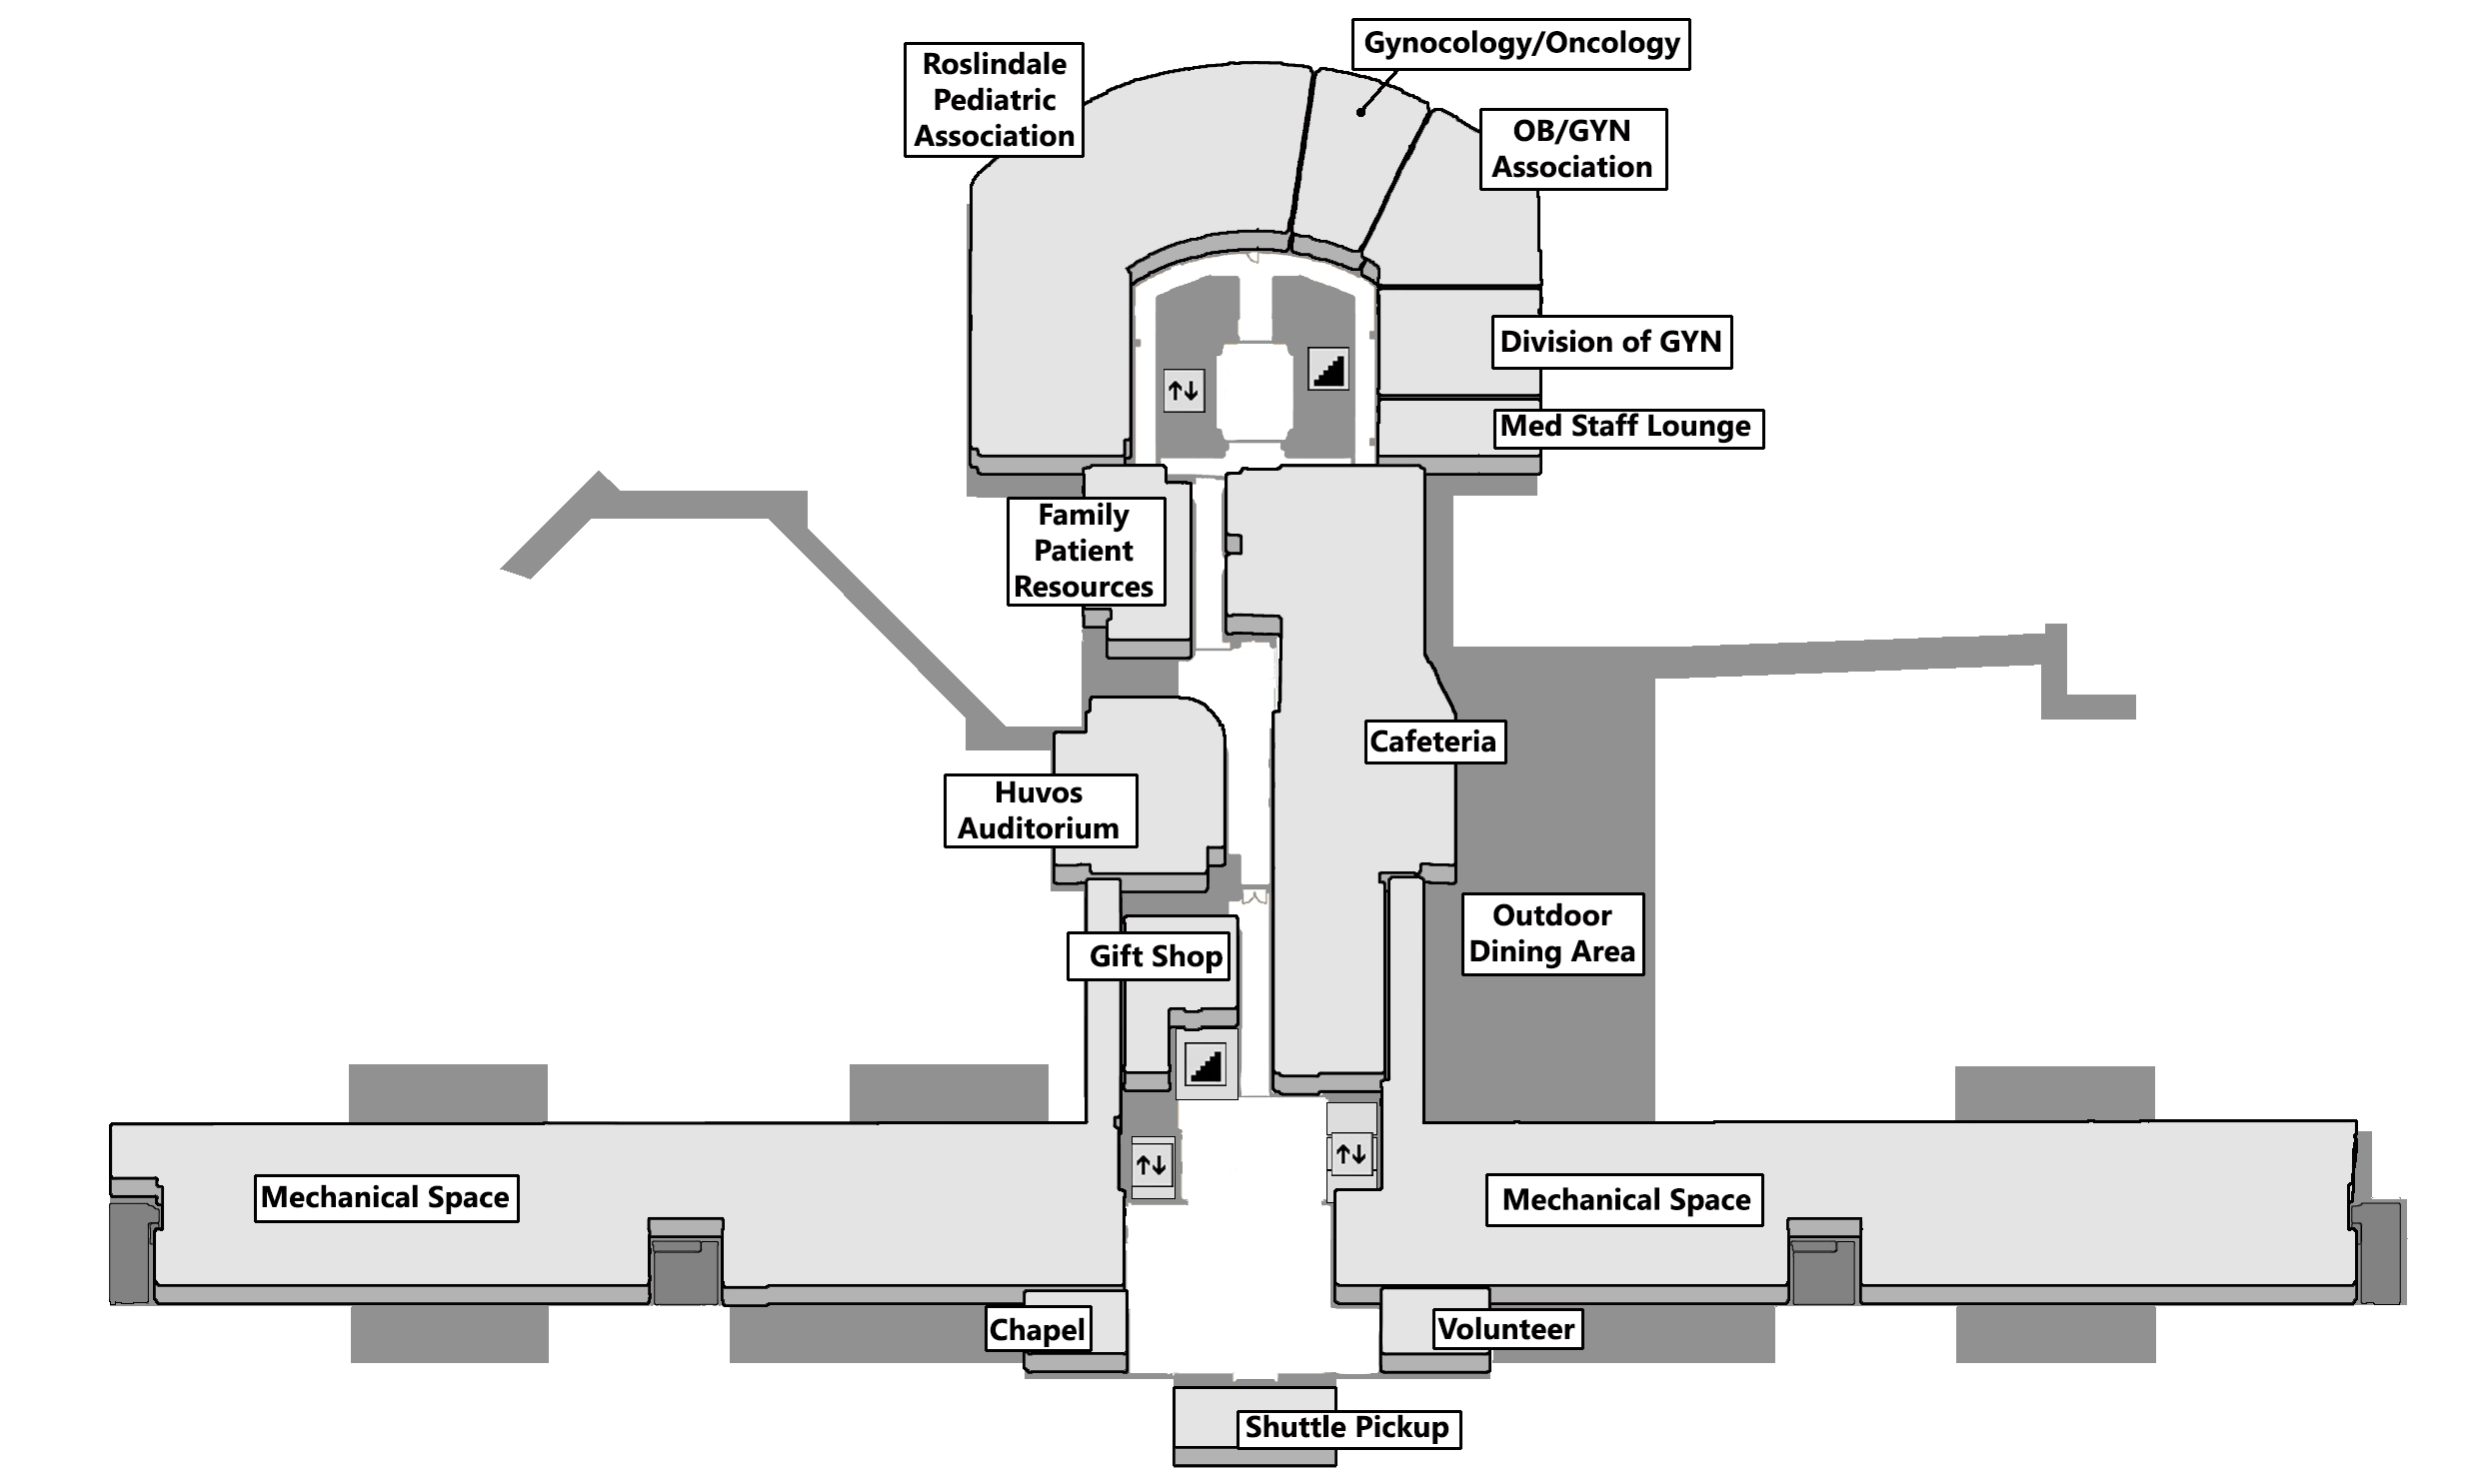 Gynocology/Oncology
Roslindale
Pediatric
Association
OB/GYN
Association
Division of GYN
Med Staff Lounge
Family
Patient
Resources
Cafeteria
Huvos
Auditorium
Outdoor
Dining Area
Gift Shop
Mechanical Space
Mechanical Space
Chapel
Volunteer
Shuttle Pickup